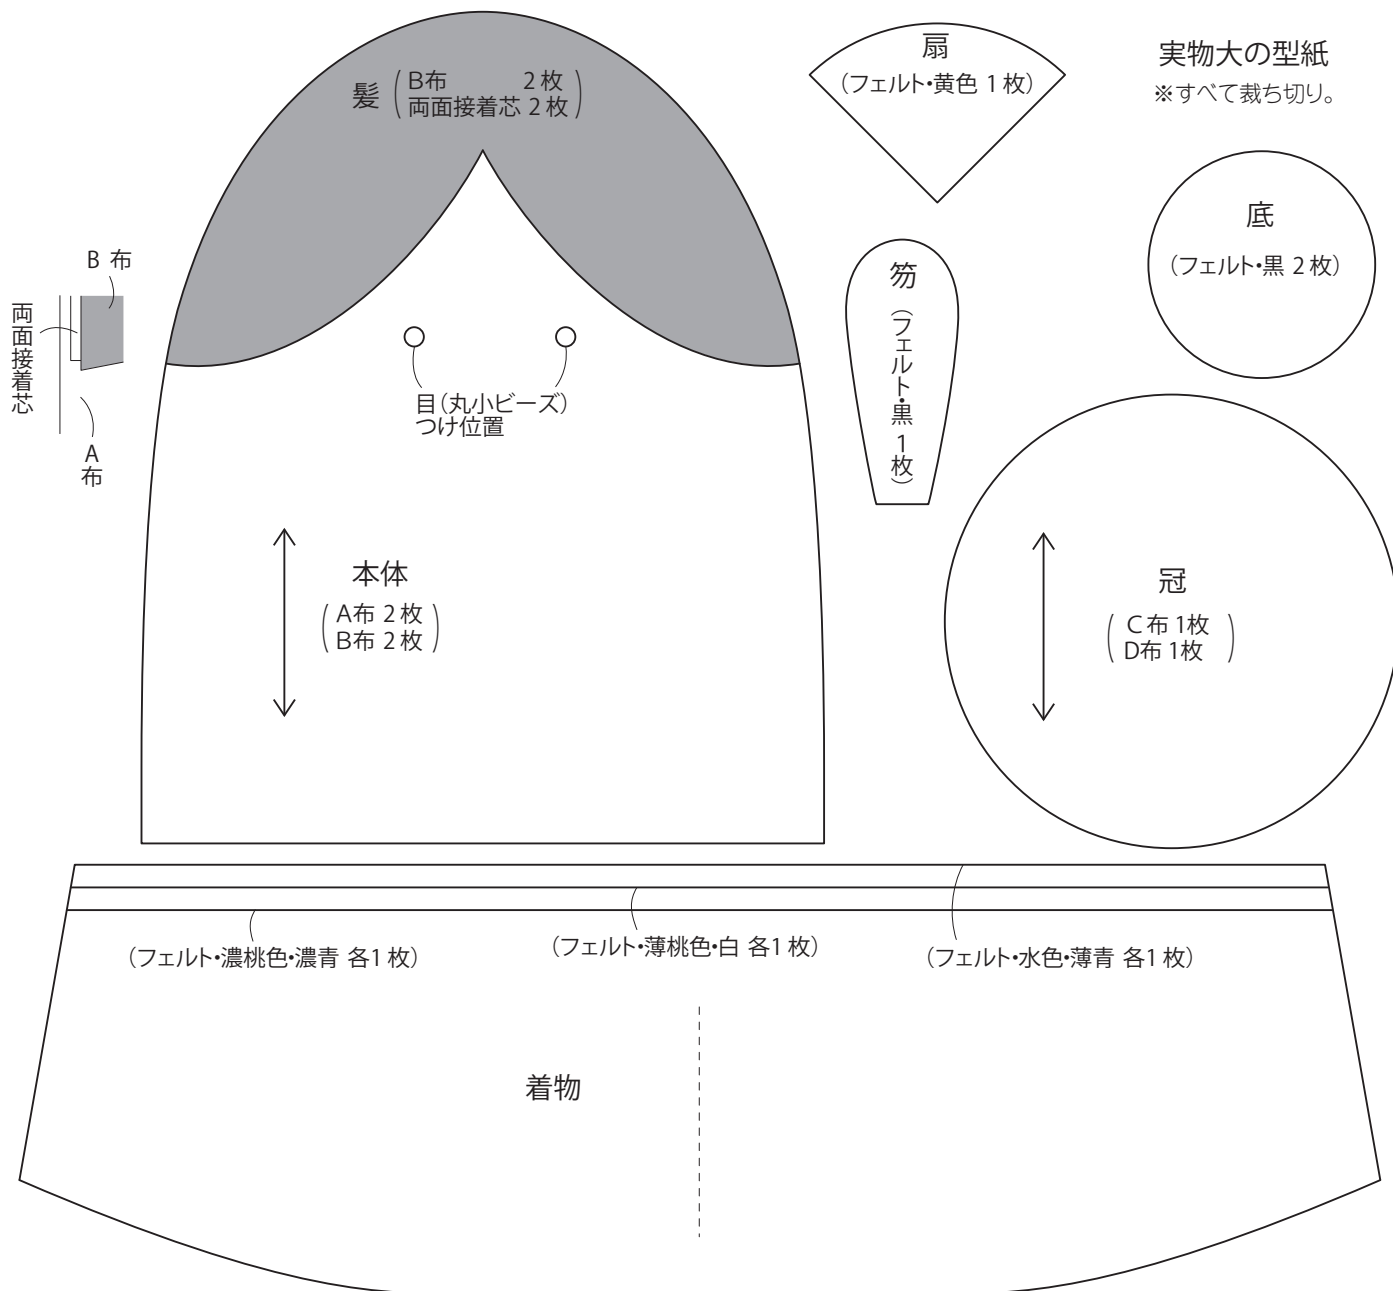 実物大の型紙
※すべて裁ち切り。
髪
B布 2枚
両面接着芯 2枚
扇
(フェルト・黄色 1枚)
底
(フェルト・黒 2枚)
笏
(フェルト・黒 1枚)
B 布
両面接着芯
A布
目(丸小ビーズ)
つけ位置
本体
A布 2枚
B布 2枚
冠
C布 1枚
D布 1枚
(フェルト・濃桃色・濃青 各1枚)
(フェルト・薄桃色・白 各1枚)
(フェルト・水色・薄青 各1枚)
着物